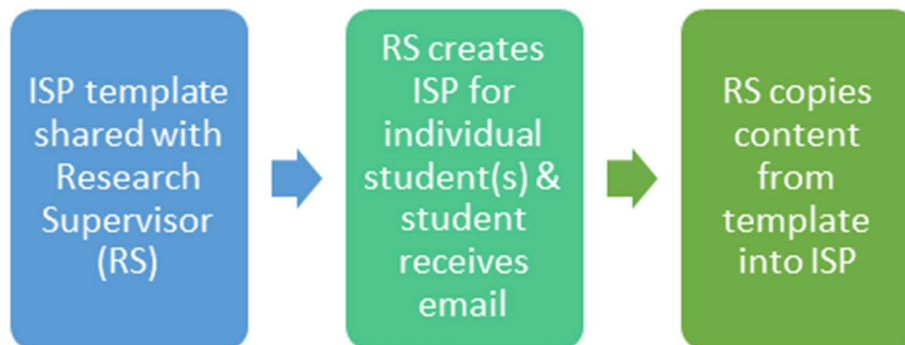 ISP template
shared with
Research
Supervisor
(RS)
RS creates
ISP for
individual
student(s) &
student
receives
email
RS copies
content
from
template
into ISP